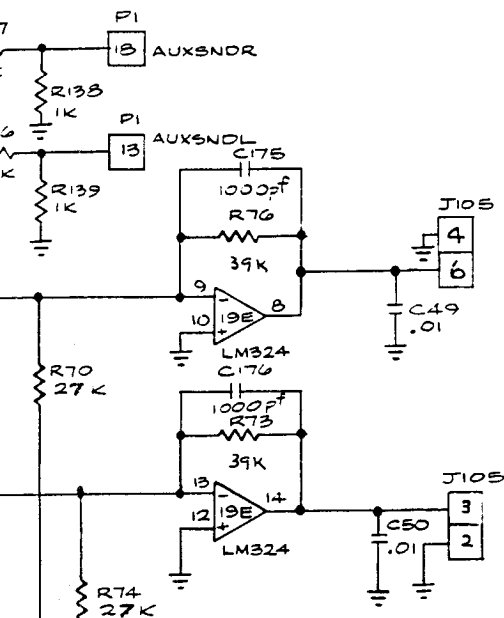 P1
7
18 AUXSNDR
R138
1K
P1
6
13 AUXSNDL
K
R139
1K
C175
1000pf
R76
39K
J105
4
6
9
- 8
10 19E
+
LM324
C49
.01
R70
27K
C176
1000pf
R73
39K
J105
13
- 14
12 19E
+
LM324
3
2
C50
.01
R74
27K